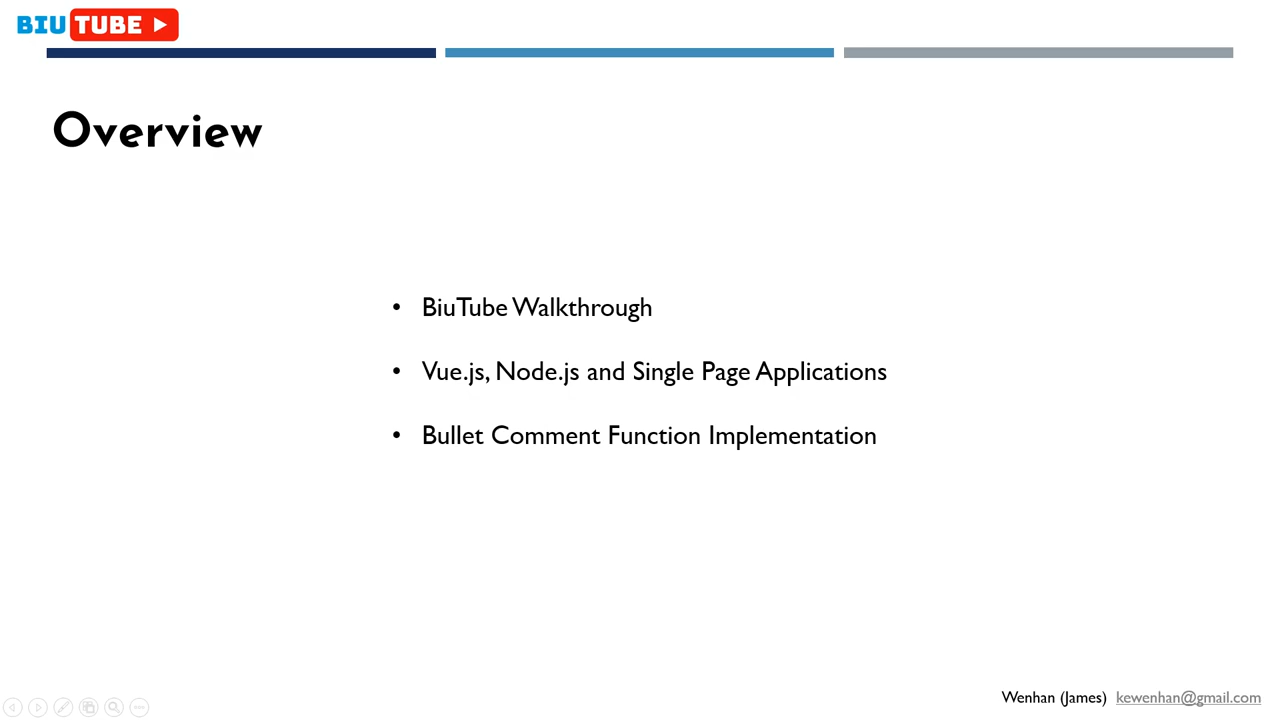 BIU TUBE
Overview
• BiuTube Walkthrough
• Vue.js, Node.js and Single Page Applications
• Bullet Comment Function Implementation
Wenhan (James) kewenhan@gmail.com